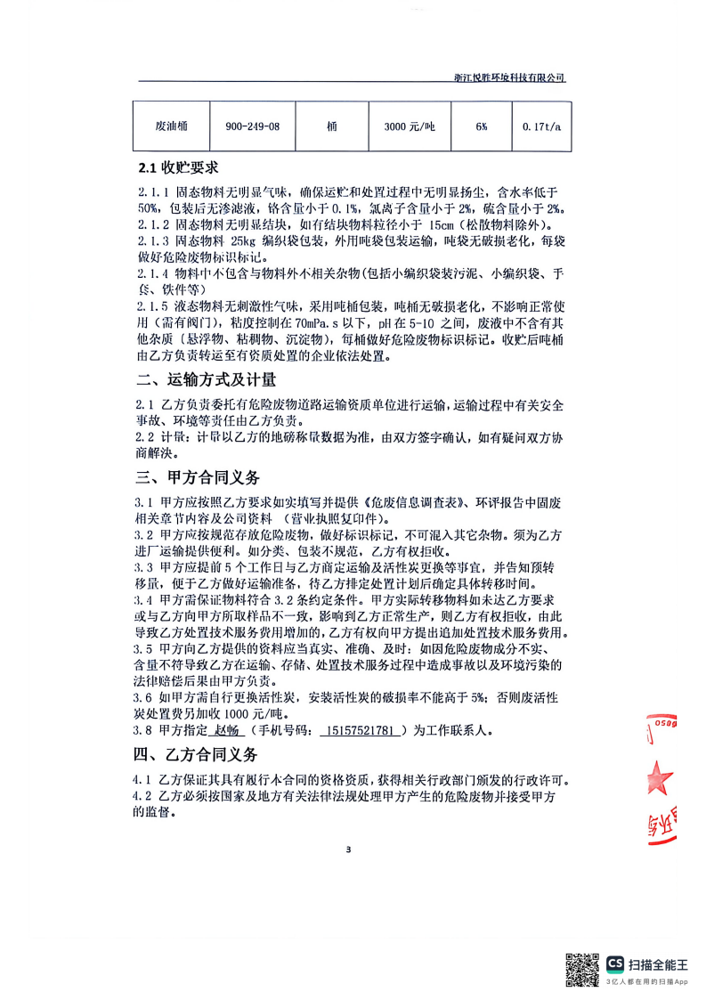 浙江悦胜环境科技有限公司
废油桶 900-249-08 桶 3000 元/吨 6% 0.17t/a
2.1 收贮要求
2.1.1 固态物料无明显气味，确保运贮和处置过程中无明显扬尘，含水率低于
50%，包装后无渗滤液，铬含量小于 0.1%，氯离子含量小于 2%，硫含量小于 2%。
2.1.2 固态物料无明显结块，如有结块物料粒径小于 15cm（松散物料除外）。
2.1.3 固态物料 25kg 编织袋包装，外用吨袋包装运输，吨袋无破损老化，每袋
做好危险废物标识标记。
2.1.4 物料中不包含与物料外不相关杂物(包括小编织袋装污泥、小编织袋、手
套、铁件等）
2.1.5 液态物料无刺激性气味，采用吨桶包装，吨桶无破损老化，不影响正常使
用（需有阀门），粘度控制在 70mPa.s 以下，pH 在 5-10 之间，废液中不含有其
他杂质（悬浮物、粘稠物、沉淀物），每桶做好危险废物标识标记。收贮后吨桶
由乙方负责转运至有资质处置的企业依法处置。
二、运输方式及计量
2.1 乙方负责委托有危险废物道路运输资质单位进行运输，运输过程中有关安全
事故、环境等责任由乙方负责。
2.2 计量：计量以乙方的地磅称量数据为准，由双方签字确认，如有疑问双方协
商解决。
三、甲方合同义务
3.1 甲方应按照乙方要求如实填写并提供《危废信息调查表》、环评报告中固废
相关章节内容及公司资料 （营业执照复印件）。
3.2 甲方应按规范存放危险废物，做好标识标记，不可混入其它杂物。须为乙方
进厂运输提供便利。如分类、包装不规范，乙方有权拒收。
3.3 甲方应提前 5 个工作日与乙方商定运输及活性炭更换等事宜，并告知预转
移量，便于乙方做好运输准备，待乙方排定处置计划后确定具体转移时间。
3.4 甲方需保证物料符合 3.2 条约定条件。甲方实际转移物料如未达乙方要求
或与乙方向甲方所取样品不一致，影响到乙方正常生产，则乙方有权拒收，由此
导致乙方处置技术服务费用增加的，乙方有权向甲方提出追加处置技术服务费用。
3.5 甲方向乙方提供的资料应当真实、准确、及时：如因危险废物成分不实、
含量不符导致乙方在运输、存储、处置技术服务过程中造成事故以及环境污染的
法律赔偿后果由甲方负责。
3.6 如甲方需自行更换活性炭，安装活性炭的破损率不能高于 5%；否则废活性
炭处置费另加收 1000 元/吨。
3.8 甲方指定 赵畅 （手机号码： 15157521781 ）为工作联系人。
四、乙方合同义务
4.1 乙方保证其具有履行本合同的资格资质，获得相关行政部门颁发的行政许可。
4.2 乙方必须按国家及地方有关法律法规处理甲方产生的危险废物并接受甲方
的监督。
3
CS 扫描全能王
3亿人都在用的扫描App